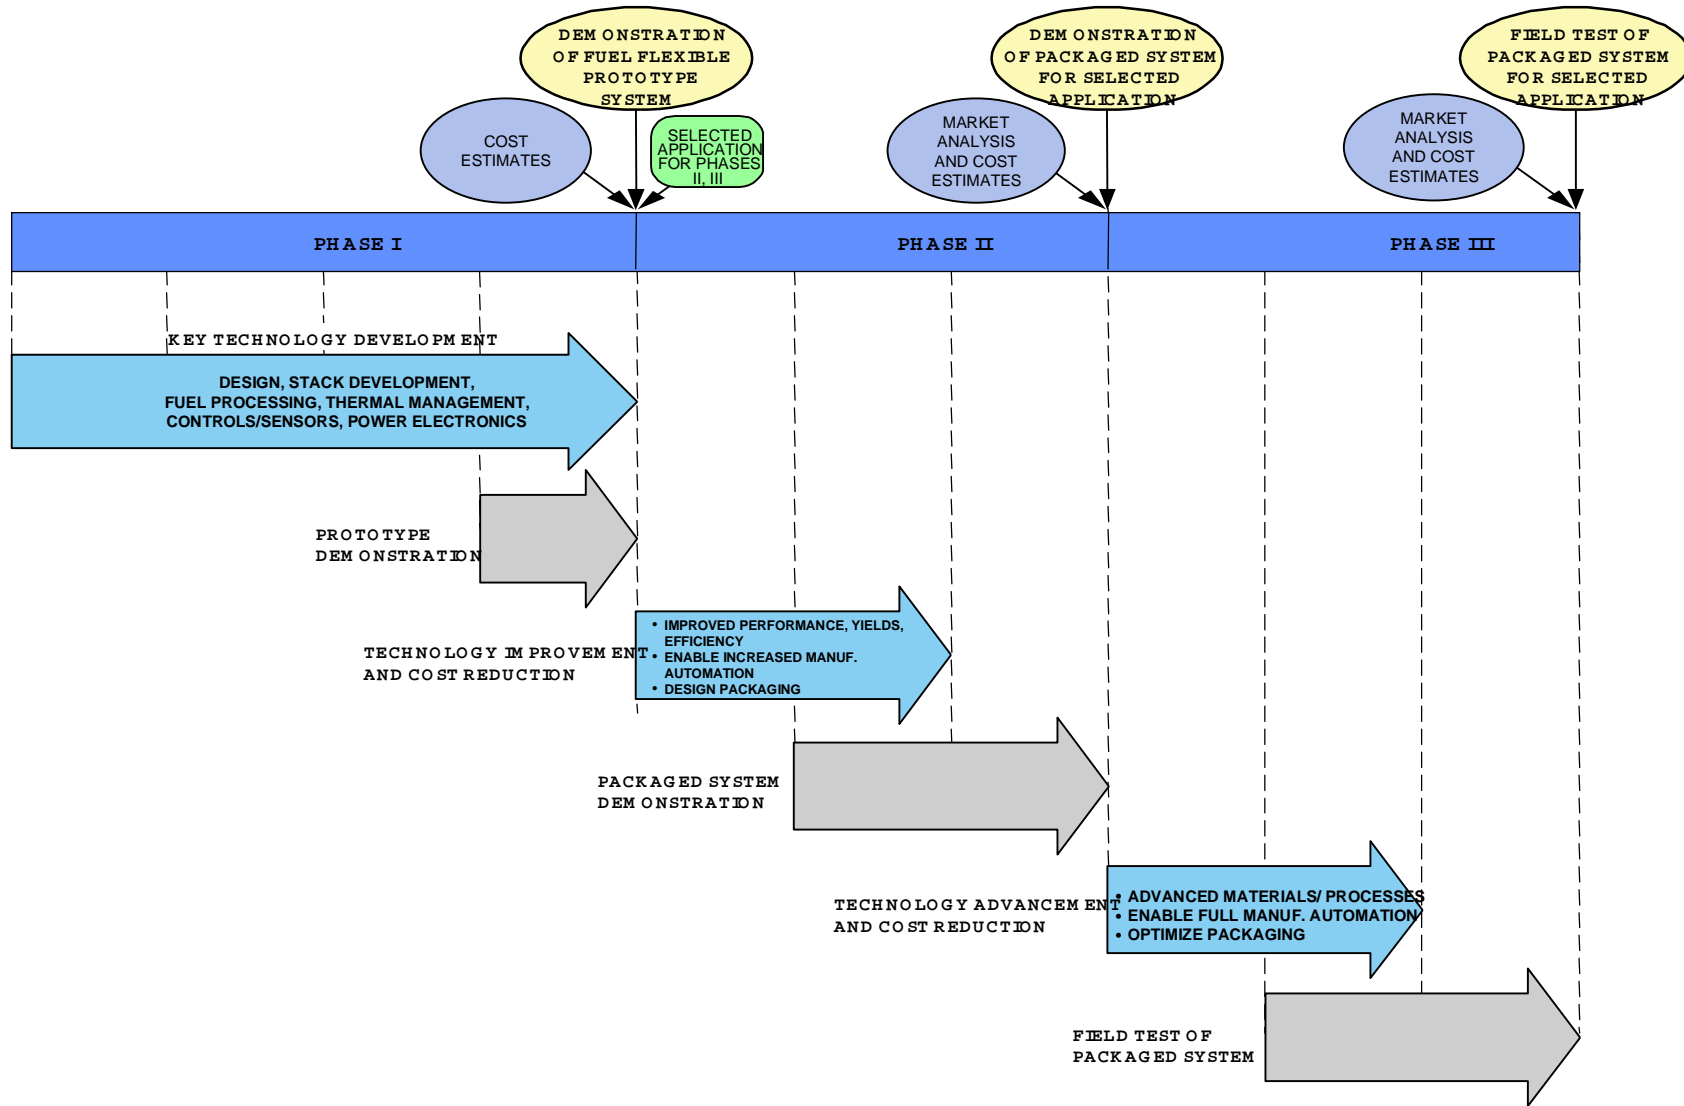 DEMONSTRATION
OF FUEL FLEXIBLE
PROTOTYPE
SYSTEM
DEMONSTRATION
OF PACKAGED SYSTEM
FOR SELECTED
APPLICATION
FIELD TEST OF
PACKAGED SYSTEM
FOR SELECTED
APPLICATION
COST
ESTIMATES
SELECTED
APPLICATION
FOR PHASES
II, III
MARKET
ANALYSIS
AND COST
ESTIMATES
MARKET
ANALYSIS
AND COST
ESTIMATES
PHASE I
PHASE II
PHASE III
KEY TECHNOLOGY DEVELOPMENT
DESIGN, STACK DEVELOPMENT,
FUEL PROCESSING, THERMAL MANAGEMENT,
CONTROLS/SENSORS, POWER ELECTRONICS
PROTOTYPE
DEMONSTRATION
TECHNOLOGY IMPROVEMENT
AND COST REDUCTION
• IMPROVED PERFORMANCE, YIELDS,
EFFICIENCY
• ENABLE INCREASED MANUF.
AUTOMATION
• DESIGN PACKAGING
PACKAGED SYSTEM
DEMONSTRATION
TECHNOLOGY ADVANCEMENT
AND COST REDUCTION
• ADVANCED MATERIALS/ PROCESSES
• ENABLE FULL MANUF. AUTOMATION
• OPTIMIZE PACKAGING
FIELD TEST OF
PACKAGED SYSTEM